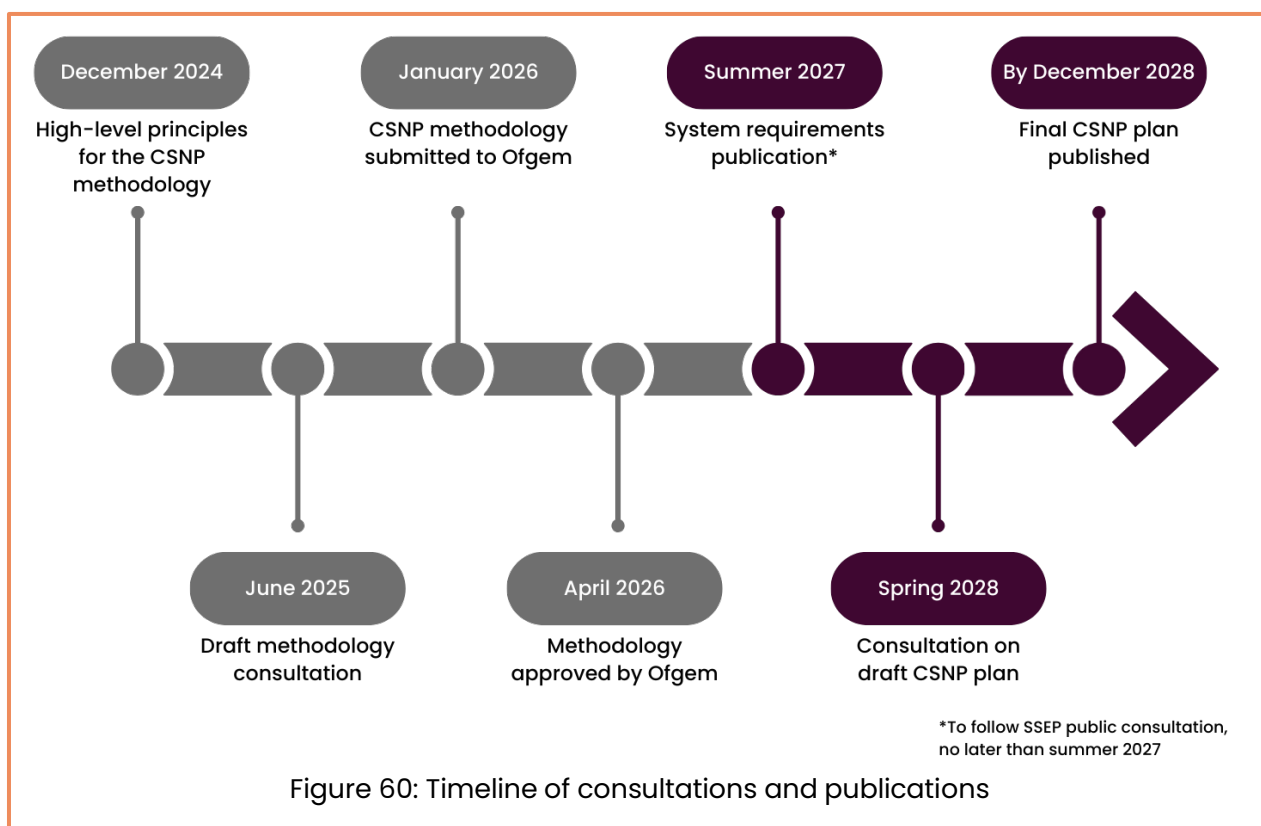 December 2024
High-level principles
for the CSNP
methodology
January 2026
CSNP methodology
submitted to Ofgem
Summer 2027
System requirements
publication*
By December 2028
Final CSNP plan
published
June 2025
Draft methodology
consultation
April 2026
Methodology
approved by Ofgem
Spring 2028
Consultation on
draft CSNP plan
*To follow SSEP public consultation,
no later than summer 2027
Figure 60: Timeline of consultations and publications